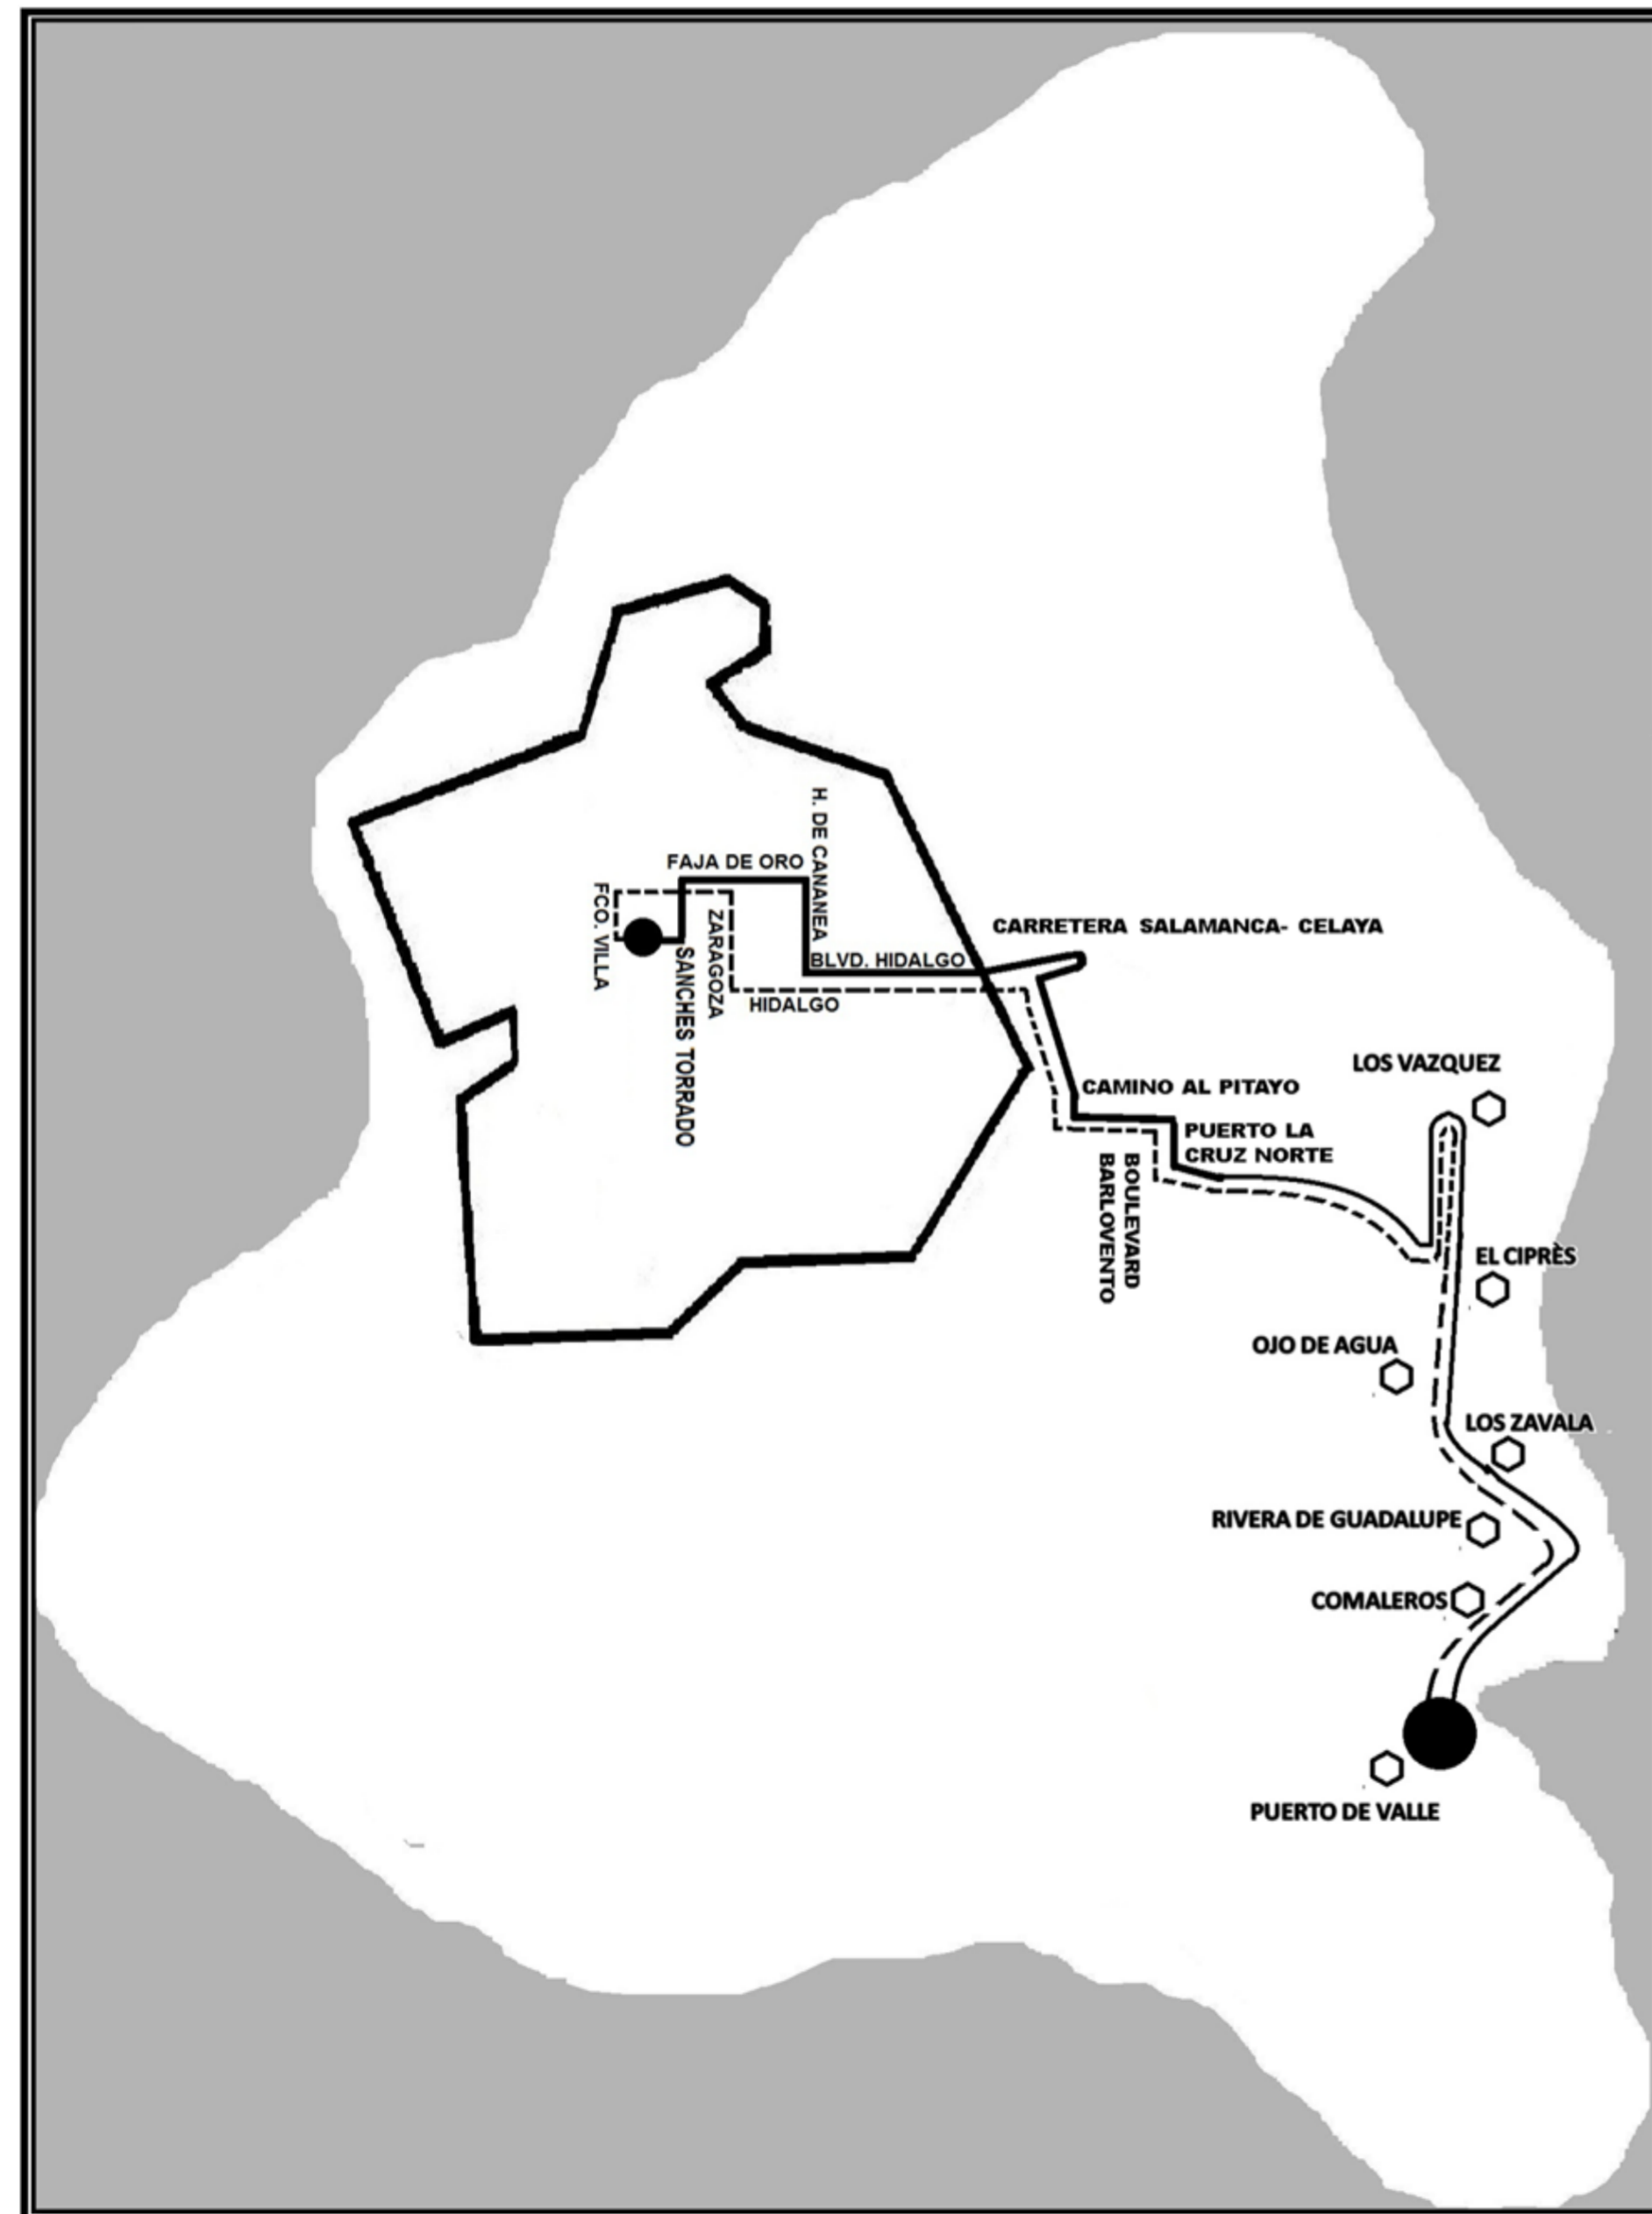 H. DE CANANEA
FAJA DE ORO
FCO. VILLA
ZARAGOZA
SANCHES TORRADO
BLVD. HIDALGO
HIDALGO
CARRETERA SALAMANCA- CELAYA
CAMINO AL PITAYO
PUERTO LA
CRUZ NORTE
BOULEVARD
BARLOVENTO
LOS VAZQUEZ
EL CIPRÈS
OJO DE AGUA
LOS ZAVALA
RIVERA DE GUADALUPE
COMALEROS
PUERTO DE VALLE